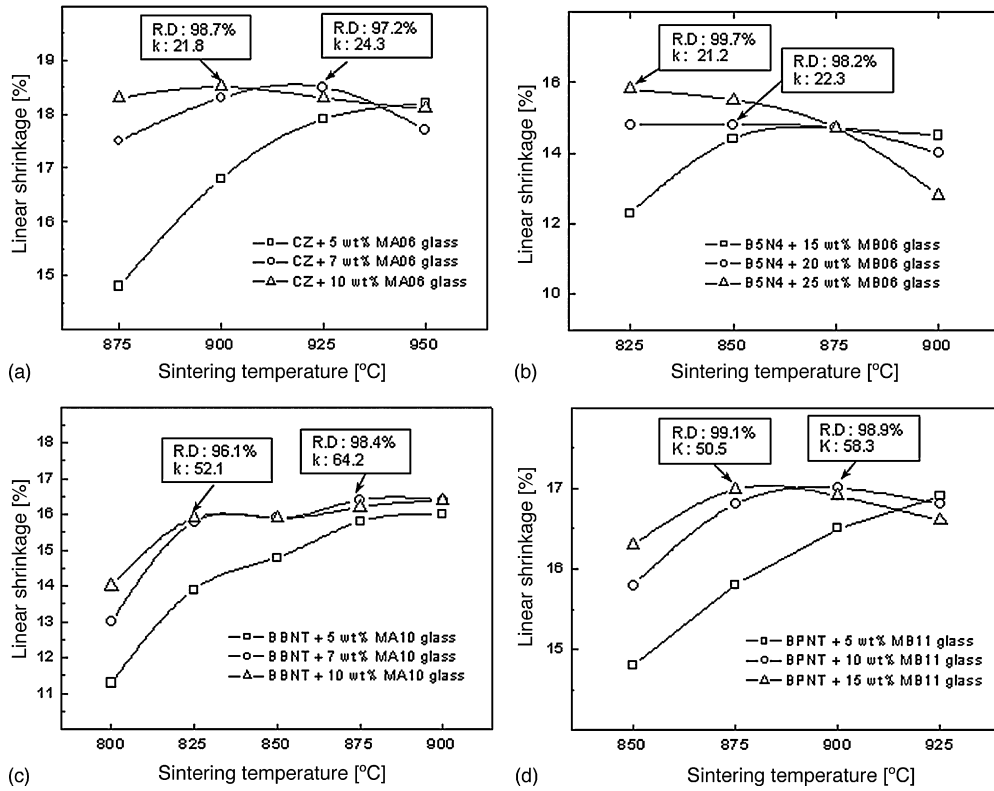 R.D : 98.7%
k : 21.8
R.D : 97.2%
k : 24.3
Linear shrinkage [%]
19
18
17
16
15
CZ + 5 wt% MA06 glass
CZ + 7 wt% MA06 glass
CZ + 10 wt% MA06 glass
875 900 925 950
(a) Sintering temperature [ºC]
R.D : 99.7%
k : 21.2
R.D : 98.2%
k : 22.3
Linear shrinkage [%]
16
14
12
10
B5N4 + 15 wt% MB06 glass
B5N4 + 20 wt% MB06 glass
B5N4 + 25 wt% MB06 glass
825 850 875 900
(b) Sintering temperature [ºC]
R.D : 96.1%
k : 52.1
R.D : 98.4%
k : 64.2
Linear shrinkage [%]
18
17
16
15
14
13
12
11
BBNT + 5 wt% MA10 glass
BBNT + 7 wt% MA10 glass
BBNT + 10 wt% MA10 glass
800 825 850 875 900
(c) Sintering temperature [ºC]
R.D : 99.1%
K : 50.5
R.D : 98.9%
K : 58.3
Linear shrinkage [%]
17
16
15
BPNT + 5 wt% MB11 glass
BPNT + 10 wt% MB11 glass
BPNT + 15 wt% MB11 glass
850 875 900 925
(d) Sintering temperature [ºC]